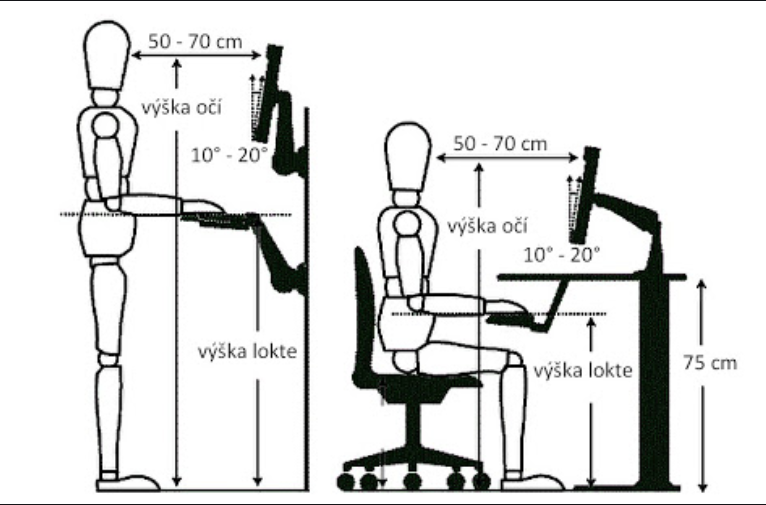 50 - 70 cm
výška očí
10° - 20°
výška lokte
50 - 70 cm
výška očí
10° - 20°
výška lokte
75 cm